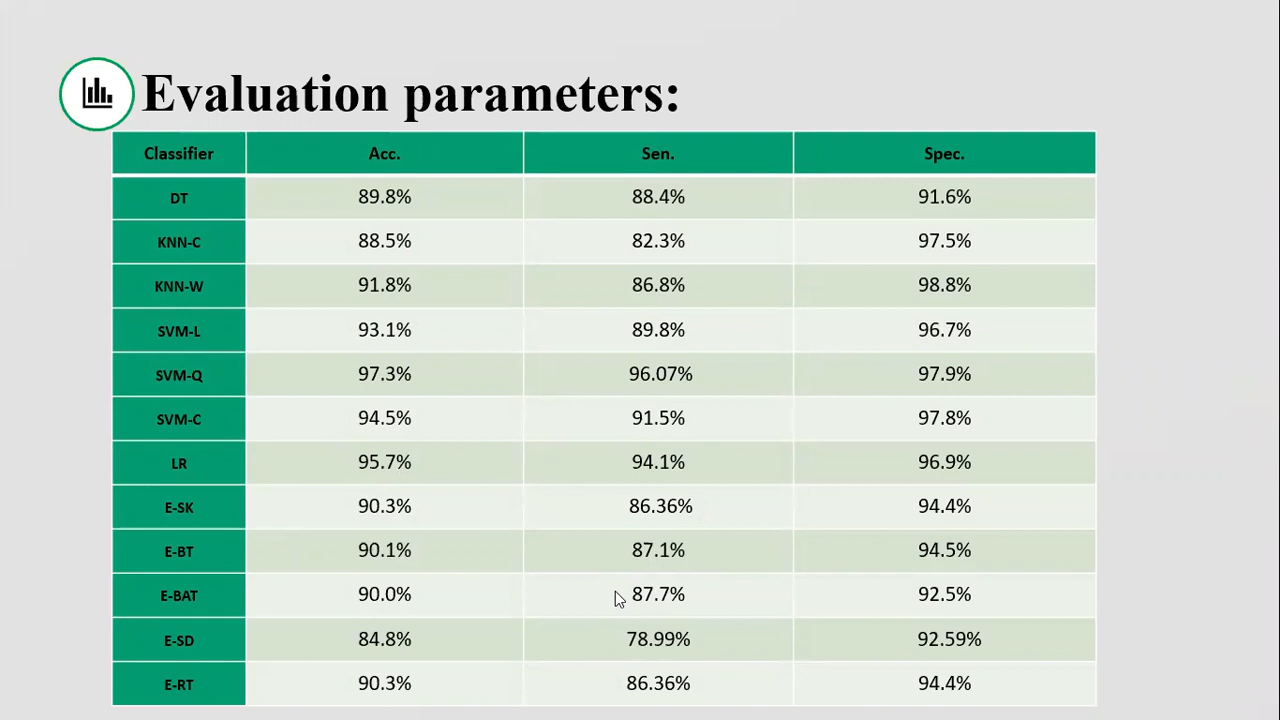 Evaluation parameters:
Classifier Acc. Sen. Spec.
DT 89.8% 88.4% 91.6%
KNN-C 88.5% 82.3% 97.5%
KNN-W 91.8% 86.8% 98.8%
SVM-L 93.1% 89.8% 96.7%
SVM-Q 97.3% 96.07% 97.9%
SVM-C 94.5% 91.5% 97.8%
LR 95.7% 94.1% 96.9%
E-SK 90.3% 86.36% 94.4%
E-BT 90.1% 87.1% 94.5%
E-BAT 90.0% 87.7% 92.5%
E-SD 84.8% 78.99% 92.59%
E-RT 90.3% 86.36% 94.4%